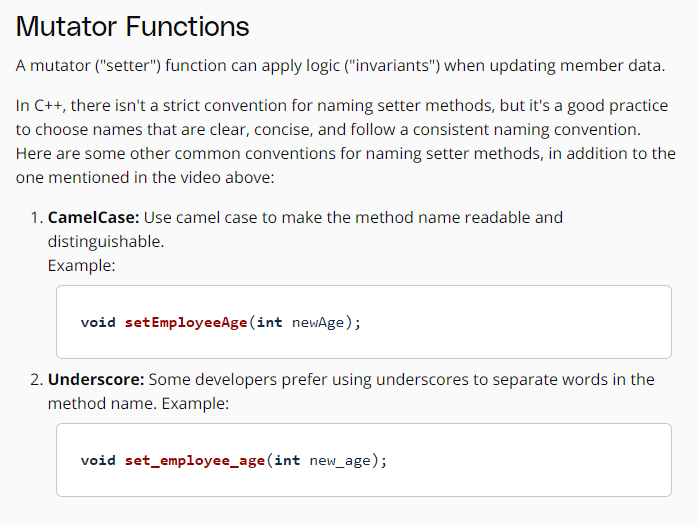 Mutator Functions
A mutator ("setter") function can apply logic ("invariants") when updating member data.
In C++, there isn't a strict convention for naming setter methods, but it's a good practice
to choose names that are clear, concise, and follow a consistent naming convention.
Here are some other common conventions for naming setter methods, in addition to the
one mentioned in the video above:
1. CamelCase: Use camel case to make the method name readable and
distinguishable.
Example:
void setEmployeeAge(int newAge);
2. Underscore: Some developers prefer using underscores to separate words in the
method name. Example:
void set_employee_age(int new_age);